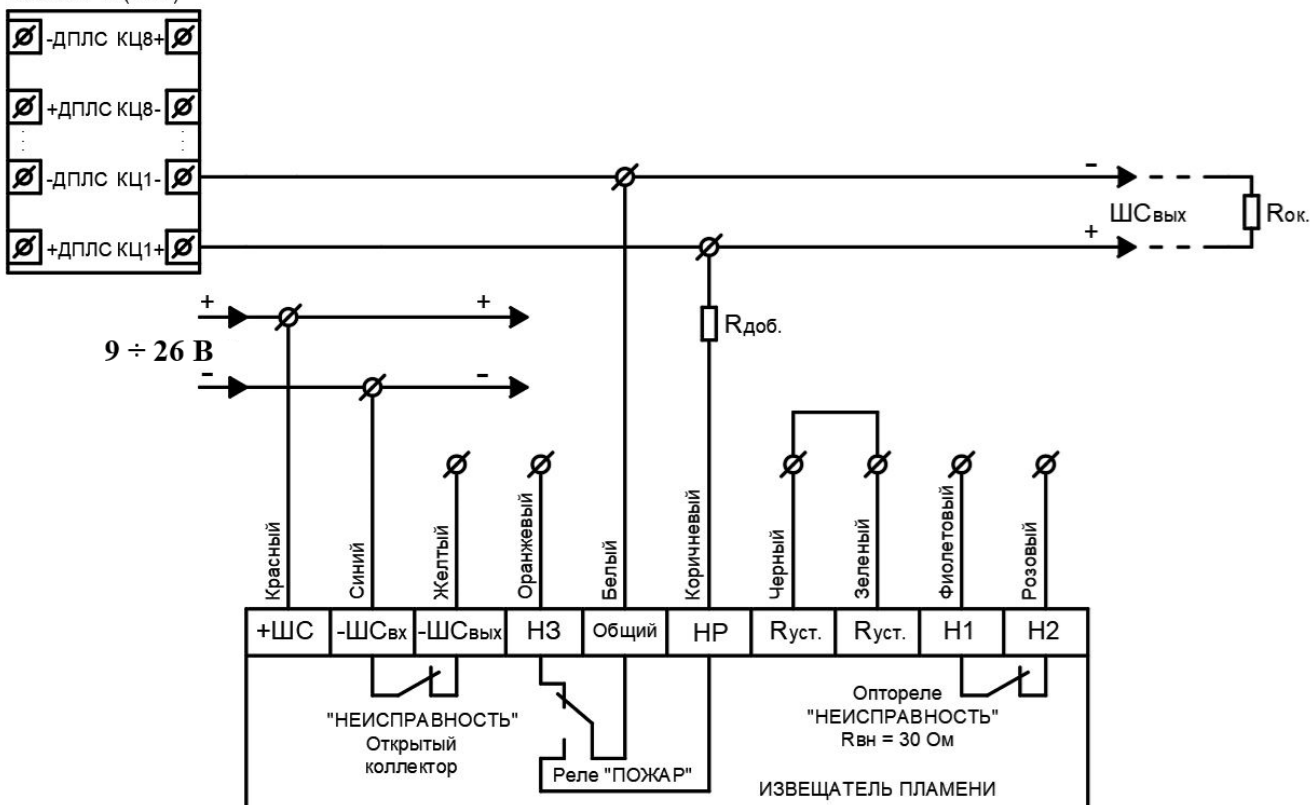 -ДПЛС КЦ8+
+ДПЛС КЦ8-
-ДПЛС КЦ1-
+ДПЛС КЦ1+
-
ШСвых
+
Rок.
+ +
9 ÷ 26 В
- -
Rдоб.
Красный
Синий
Желтый
Оранжевый
Белый
Коричневый
Черный
Зеленый
Фиолетовый
Розовый
+ШС -ШСвх -ШСвых НЗ Общий НР Rуст. Rуст. Н1 Н2
"НЕИСПРАВНОСТЬ"
Открытый
коллектор
Реле "ПОЖАР"
Оптореле
"НЕИСПРАВНОСТЬ"
Rвн = 30 Ом
ИЗВЕЩАТЕЛЬ ПЛАМЕНИ